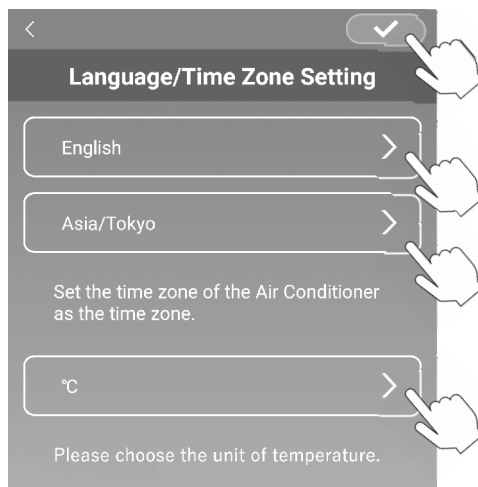 Language/Time Zone Setting
English
Asia/Tokyo
Set the time zone of the Air Conditioner
as the time zone.
℃
Please choose the unit of temperature.